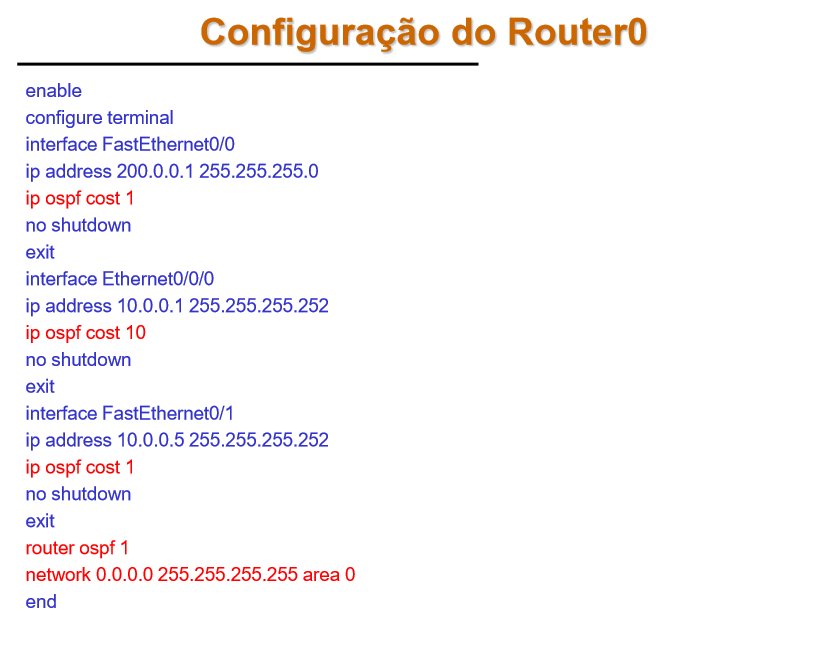 Configuração do Router0
enable
configure terminal
interface FastEthernet0/0
ip address 200.0.0.1 255.255.255.0
ip ospf cost 1
no shutdown
exit
interface Ethernet0/0/0
ip address 10.0.0.1 255.255.255.252
ip ospf cost 10
no shutdown
exit
interface FastEthernet0/1
ip address 10.0.0.5 255.255.255.252
ip ospf cost 1
no shutdown
exit
router ospf 1
network 0.0.0.0 255.255.255.255 area 0
end